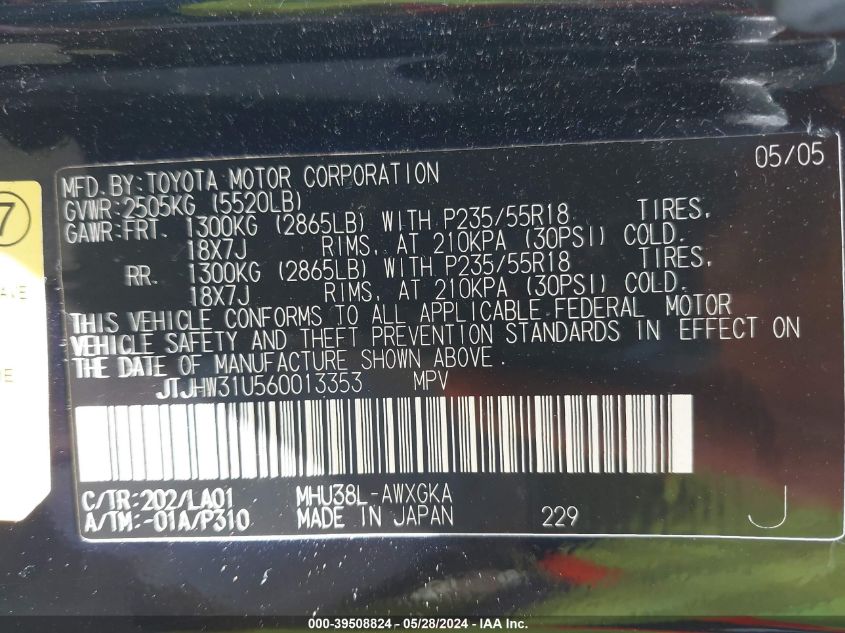 05/05
MFD.BY:TOYOTA MOTOR CORPORATION
GVWR:2505KG (5520LB)
GAWR:FRT. 1300KG (2865LB) WITH P235/55R18 TIRES,
18X7J RIMS, AT 210KPA (30PSI) COLD.
RR. 1300KG (2865LB) WITH P235/55R18 TIRES,
18X7J RIMS, AT 210KPA (30PSI) COLD.
THIS VEHICLE CONFORMS TO ALL APPLICABLE FEDERAL MOTOR
VEHICLE SAFETY AND THEFT PREVENTION STANDARDS IN EFFECT ON
THE DATE OF MANUFACTURE SHOWN ABOVE.
JTJHW31U560013353 MPV
C/TR:202/LA01 MHU38L-AWXGKA
A/TM:-01A/P310 MADE IN JAPAN 229 J
7
000-39508824 - 05/28/2024 - IAA Inc.